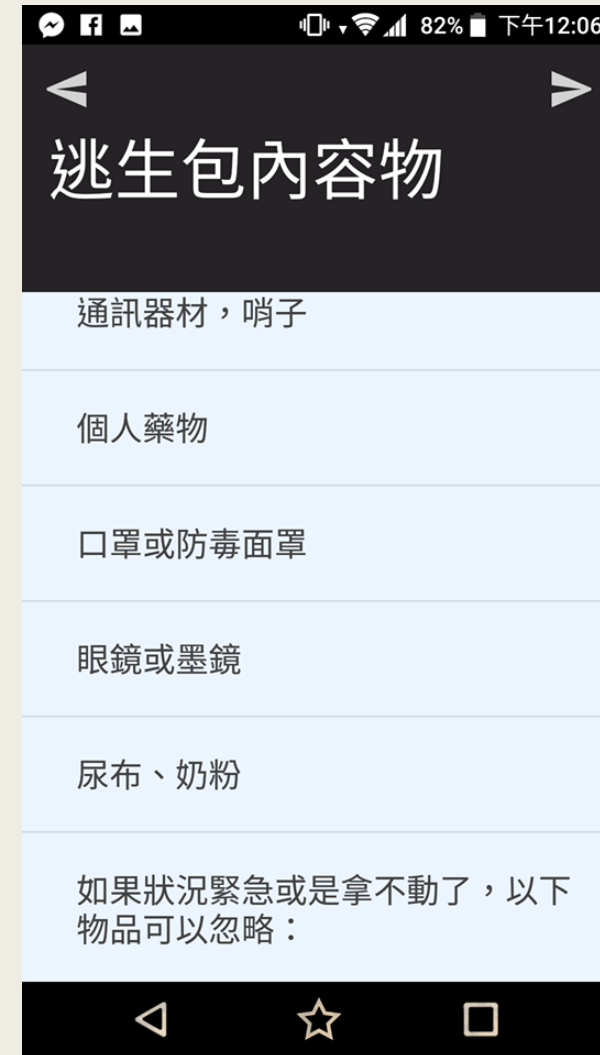 82% 下午12:06
逃生包內容物
通訊器材，哨子
個人藥物
口罩或防毒面罩
眼鏡或墨鏡
尿布、奶粉
如果狀況緊急或是拿不動了，以下
物品可以忽略：